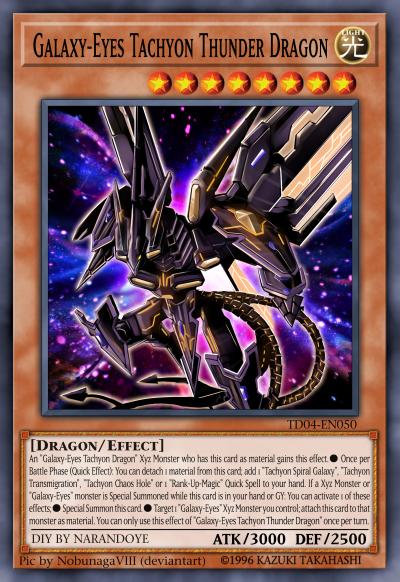 GALAXY-EYES TACHYON THUNDER DRAGON
LIGHT
光
TD04-EN050
[DRAGON/EFFECT]
An "Galaxy-Eyes Tachyon Dragon" Xyz Monster who has this card as material gains this effect. ● Once per
Battle Phase (Quick Effect): You can detach 1 material from this card; add 1 "Tachyon Spiral Galaxy", "Tachyon
Transmigration", "Tachyon Chaos Hole" or 1 "Rank-Up-Magic" Quick Spell to your hand. If a Xyz Monster or
"Galaxy-Eyes" monster is Special Summoned while this card is in your hand or GY: You can activate 1 of these
effects; ● Special Summon this card. ● Target 1 "Galaxy-Eyes" Xyz Monster you control; attach this card to that
monster as material. You can only use this effect of "Galaxy-Eyes Tachyon Thunder Dragon" once per turn.
DIY BY NARANDOYE ATK/3000 DEF/2500
Pic by NobunagaVIII (deviantart) ©1996 KAZUKI TAKAHASHI